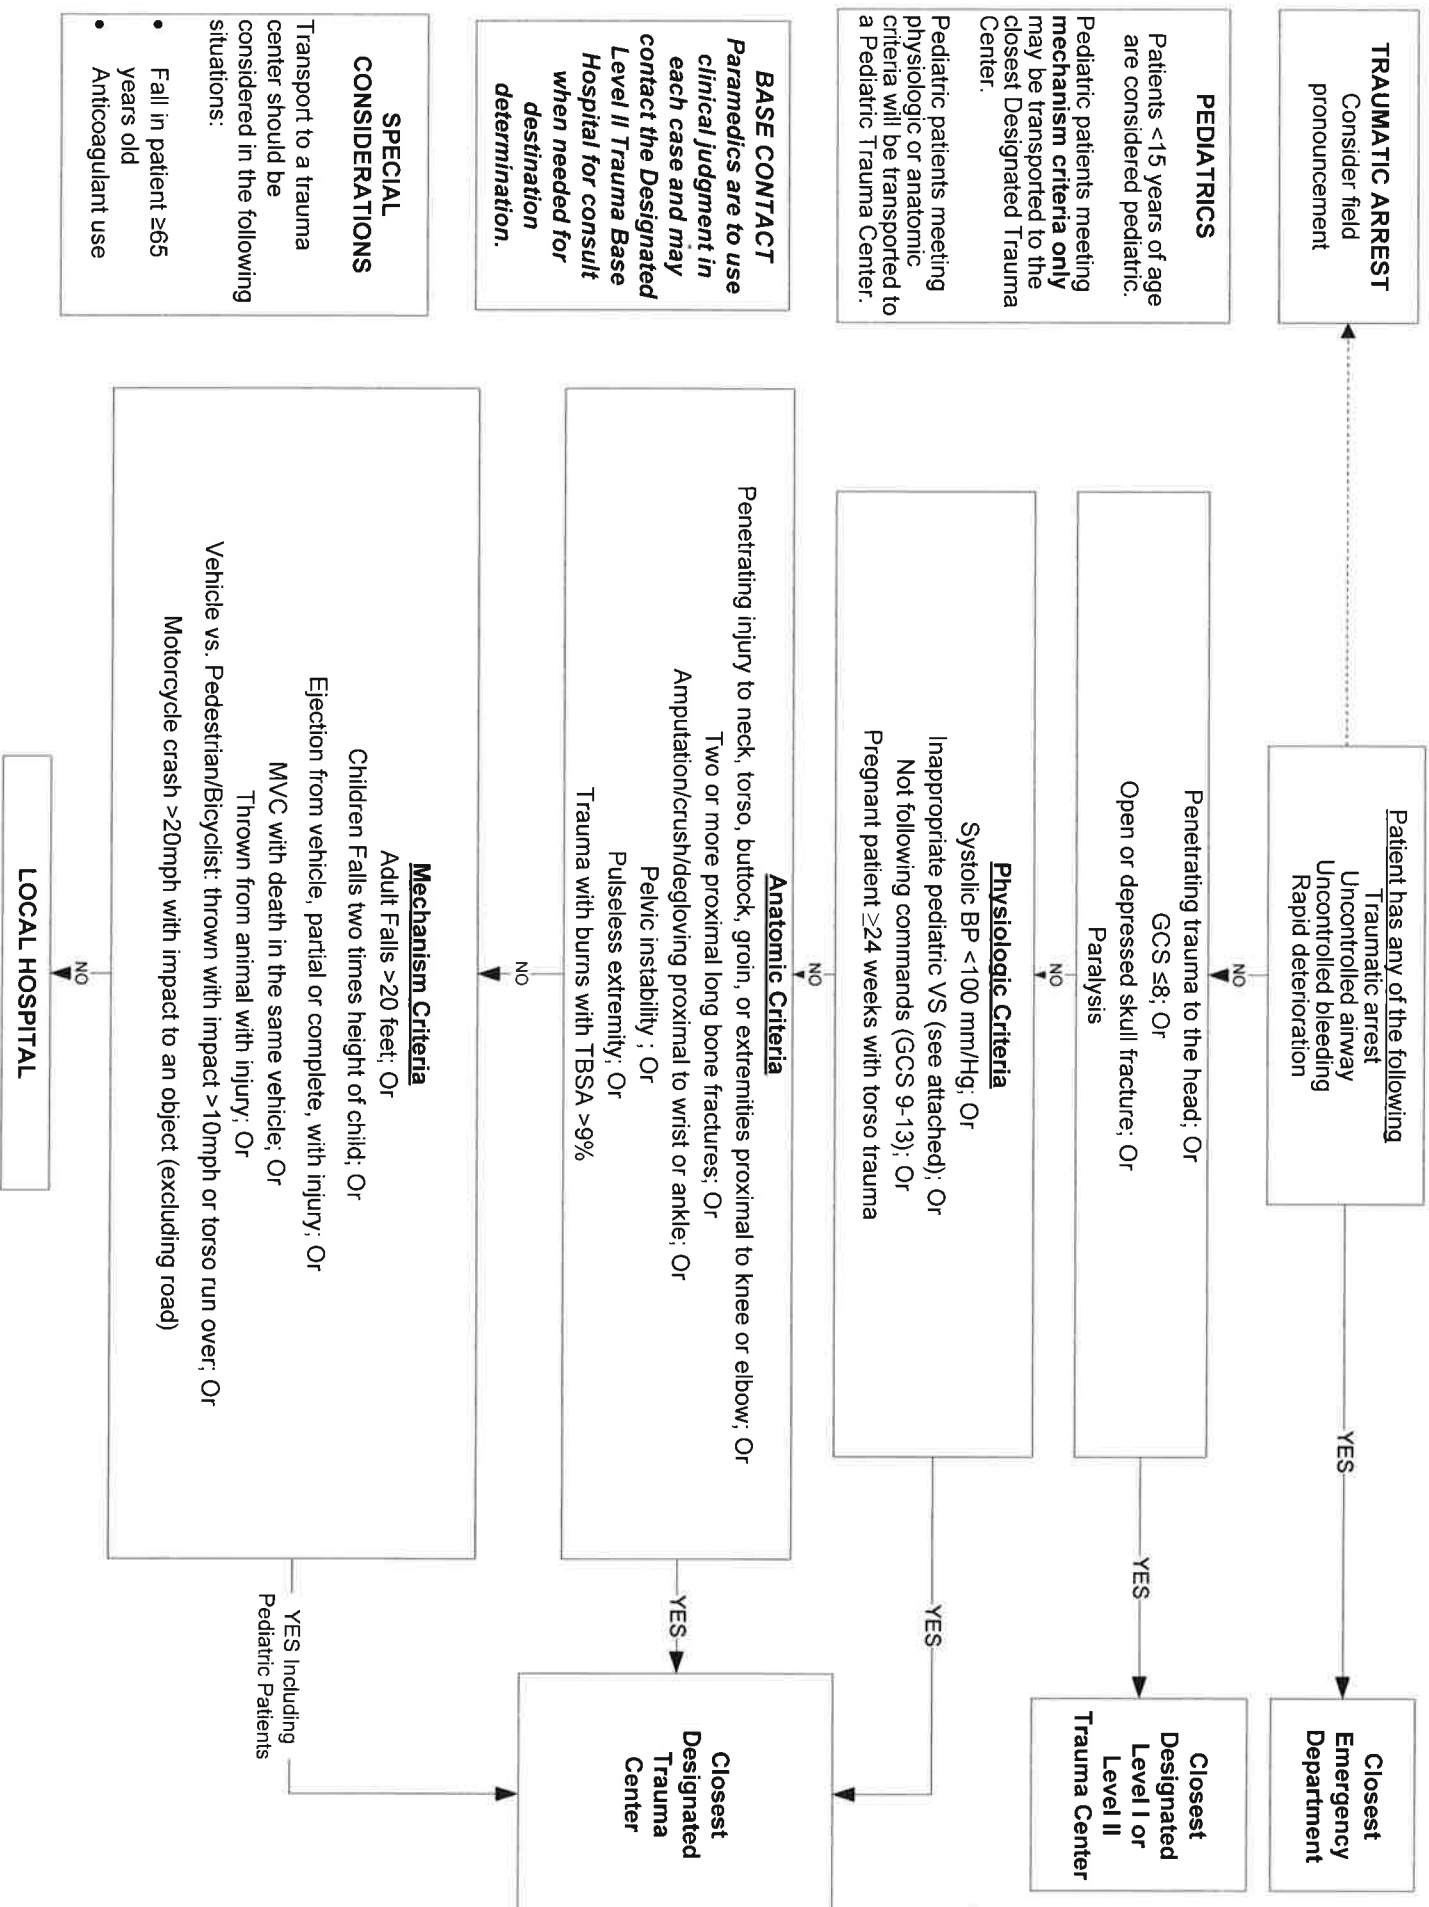 TRAUMATIC ARREST
Consider field
pronouncement
Patient has any of the following
Traumatic arrest
Uncontrolled airway
Uncontrolled bleeding
Rapid deterioration
YES
Closest
Emergency
Department
NO
PEDIATRICS
Patients <15 years of age
are considered pediatric.
Pediatric patients meeting
mechanism criteria only
may be transported to the
closest Designated Trauma
Center.
Pediatric patients meeting
physiologic or anatomic
criteria will be transported to
a Pediatric Trauma Center.
Penetrating trauma to the head; Or
GCS ≤8; Or
Open or depressed skull fracture; Or
Paralysis
YES
Closest
Designated
Level I or
Level II
Trauma Center
NO
Physiologic Criteria
Systolic BP <100 mm/Hg; Or
Inappropriate pediatric VS (see attached); Or
Not following commands (GCS 9-13); Or
Pregnant patient ≥24 weeks with torso trauma
YES
NO
BASE CONTACT
Paramedics are to use
clinical judgment in
each case and may
contact the Designated
Level II Trauma Base
Hospital for consult
when needed for
destination
determination.
Anatomic Criteria
Penetrating injury to neck, torso, buttock, groin, or extremities proximal to knee or elbow; Or
Two or more proximal long bone fractures; Or
Amputation/crush/degloving proximal to wrist or ankle; Or
Pelvic instability ; Or
Pulseless extremity; Or
Trauma with burns with TBSA >9%
YES
Closest
Designated
Trauma
Center
NO
SPECIAL
CONSIDERATIONS
Transport to a trauma
center should be
considered in the following
situations:
• Fall in patient ≥65
years old
• Anticoagulant use
Mechanism Criteria
Adult Falls >20 feet; Or
Children Falls two times height of child; Or
Ejection from vehicle, partial or complete, with injury; Or
MVC with death in the same vehicle; Or
Thrown from animal with injury; Or
Vehicle vs. Pedestrian/Bicyclist: thrown with impact >10mph or torso run over; Or
Motorcycle crash >20mph with impact to an object (excluding road)
YES Including
Pediatric Patients
NO
LOCAL HOSPITAL